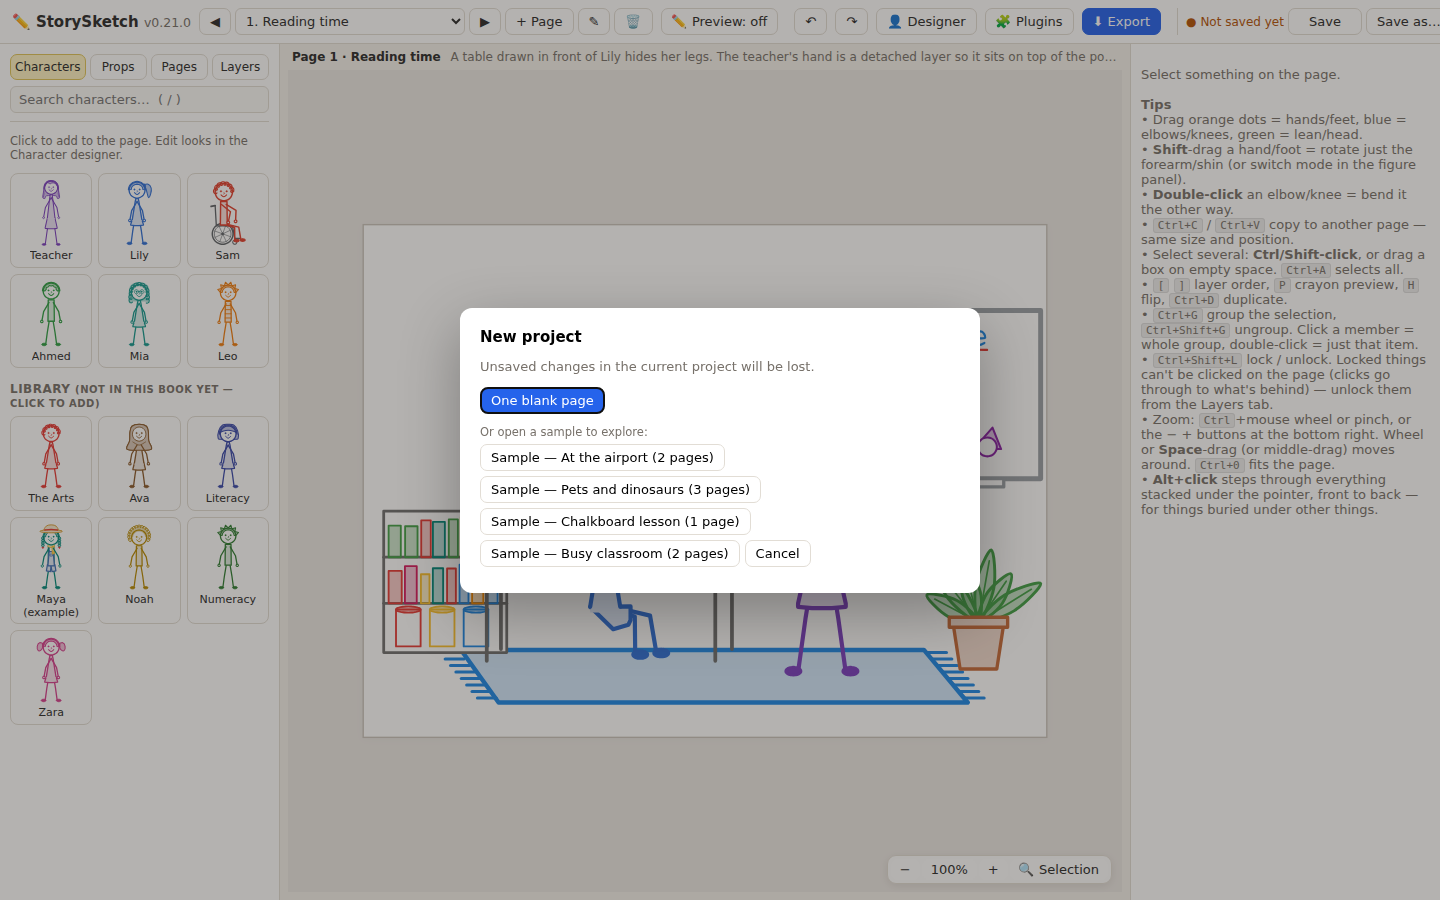 ✏️ StorySketch v0.21.0
◀
1. Reading time
▶
+ Page
✎
🗑️
✏️ Preview: off
↶
↷
👤 Designer
🧩 Plugins
⬇ Export
● Not saved yet
Save
Save as…
Characters
Props
Pages
Layers
Search characters… ( / )
Click to add to the page. Edit looks in the
Character designer.
Teacher
Lily
Sam
Ahmed
Mia
Leo
LIBRARY (NOT IN THIS BOOK YET —
CLICK TO ADD)
The Arts
Ava
Literacy
Maya
(example)
Noah
Numeracy
Zara
Page 1 · Reading time
A table drawn in front of Lily hides her legs. The teacher's hand is a detached layer so it sits on top of the po…
e
New project
Unsaved changes in the current project will be lost.
One blank page
Or open a sample to explore:
Sample — At the airport (2 pages)
Sample — Pets and dinosaurs (3 pages)
Sample — Chalkboard lesson (1 page)
Sample — Busy classroom (2 pages)
Cancel
− 100% + 🔍 Selection
Select something on the page.
Tips
• Drag orange dots = hands/feet, blue =
elbows/knees, green = lean/head.
• Shift-drag a hand/foot = rotate just the
forearm/shin (or switch mode in the figure
panel).
• Double-click an elbow/knee = bend it
the other way.
• Ctrl+C / Ctrl+V copy to another page —
same size and position.
• Select several: Ctrl/Shift-click, or drag a
box on empty space. Ctrl+A selects all.
• [ ] layer order, P crayon preview, H
flip, Ctrl+D duplicate.
• Ctrl+G group the selection,
Ctrl+Shift+G ungroup. Click a member =
whole group, double-click = just that item.
• Ctrl+Shift+L lock / unlock. Locked things
can't be clicked on the page (clicks go
through to what's behind) — unlock them
from the Layers tab.
• Zoom: Ctrl+mouse wheel or pinch, or
the − + buttons at the bottom right. Wheel
or Space-drag (or middle-drag) moves
around. Ctrl+0 fits the page.
• Alt+click steps through everything
stacked under the pointer, front to back —
for things buried under other things.